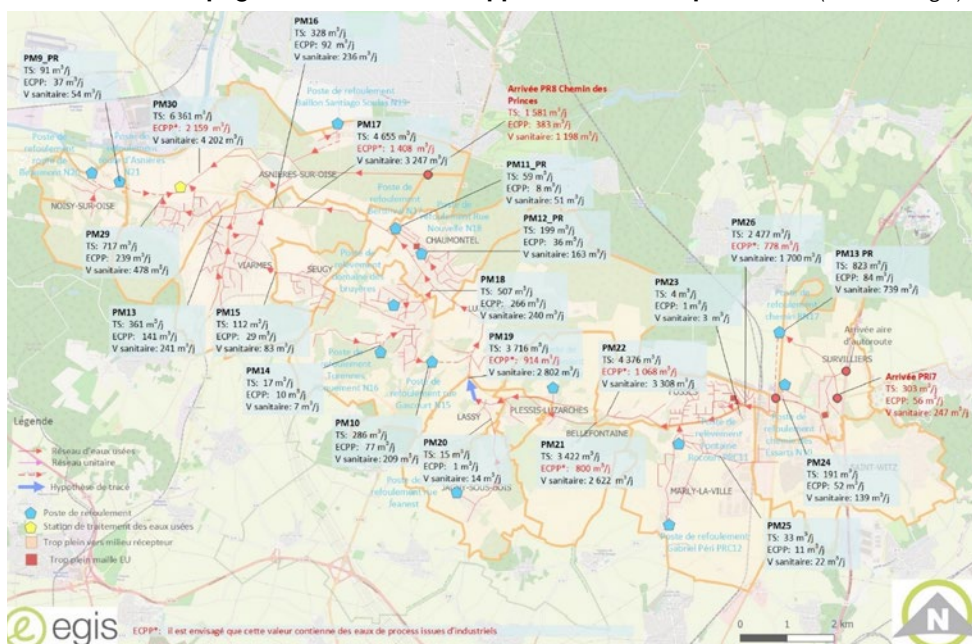 PM16
TS: 328 m³/j
ECPP: 92 m³/j
V sanitaire: 236 m³/j
PM9_PR
TS: 91 m³/j
ECPP: 37 m³/j
V sanitaire: 54 m³/j
PM30
TS: 6 361 m³/j
ECPP*: 2 159 m³/j
V sanitaire: 4 202 m³/j
PM17
TS: 4 655 m³/j
ECPP*: 1 408 m³/j
V sanitaire: 3 247 m³/j
Arrivée PR8 Chemin des
Princes
TS: 1 581 m³/j
ECPP: 383 m³/j
V sanitaire: 1 198 m³/j
PM11_PR
TS: 59 m³/j
ECPP: 8 m³/j
V sanitaire: 51 m³/j
PM12_PR
TS: 199 m³/j
ECPP: 36 m³/j
V sanitaire: 163 m³/j
ASNIERES-SUR-OISE
NOISY-SUR-OISE
CHAUMONTEL
VIARMES
SEUGY
PM29
TS: 717 m³/j
ECPP: 239 m³/j
V sanitaire: 478 m³/j
PM26
TS: 2 477 m³/j
ECPP*: 778 m³/j
V sanitaire: 1 700 m³/j
PM13 PR
TS: 823 m³/j
ECPP: 84 m³/j
V sanitaire: 739 m³/j
PM18
TS: 507 m³/j
ECPP: 266 m³/j
V sanitaire: 240 m³/j
PM23
TS: 4 m³/j
ECPP: 1 m³/j
V sanitaire: 3 m³/j
PM13
TS: 361 m³/j
ECPP: 141 m³/j
V sanitaire: 241 m³/j
PM15
TS: 112 m³/j
ECPP: 29 m³/j
V sanitaire: 83 m³/j
PM19
TS: 3 716 m³/j
ECPP*: 914 m³/j
V sanitaire: 2 802 m³/j
PM22
TS: 4 376 m³/j
ECPP*: 1 068 m³/j
V sanitaire: 3 308 m³/j
Arrivée aire
d'autoroute
SURVILLIERS
Arrivée PRi7
TS: 303 m³/j
ECPP: 56 m³/j
V sanitaire: 247 m³/j
PM14
TS: 17 m³/j
ECPP: 10 m³/j
V sanitaire: 7 m³/j
LASSY
PLESSIS-LUZARCHES
BELLEFONTAINE
FOSSES
PM10
TS: 286 m³/j
ECPP: 77 m³/j
V sanitaire: 209 m³/j
PM20
TS: 15 m³/j
ECPP: 1 m³/j
V sanitaire: 14 m³/j
PM21
TS: 3 422 m³/j
ECPP*: 800 m³/j
V sanitaire: 2 622 m³/j
PM24
TS: 191 m³/j
ECPP: 52 m³/j
V sanitaire: 139 m³/j
MARLY-LA-VILLE
Poste de refoulement
Gabriel Péri PRC12
PM25
TS: 33 m³/j
ECPP: 11 m³/j
V sanitaire: 22 m³/j
Légende
Réseau d'eaux usées
Réseau unitaire
Hypothèse de tracé
Poste de refoulement
Station de traitement des eaux usées
Trop plein vers milieu récepteur
Trop plein maille EU
egis
ECPP*: il est envisagé que cette valeur contienne des eaux de process issues d'industriels
0 1 2 km
N